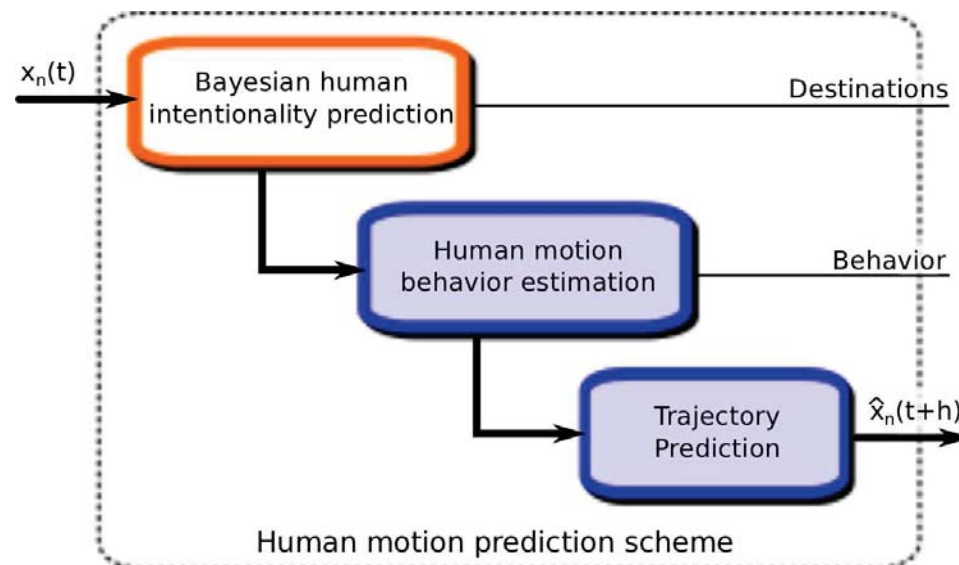 xₙ(t)
Bayesian human
intentionality prediction
Destinations
Human motion
behavior estimation
Behavior
Trajectory
Prediction
x̂ₙ(t+h)
Human motion prediction scheme